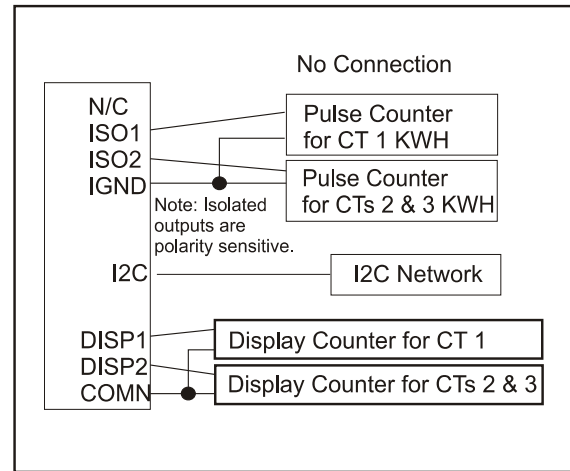 No Connection
N/C
ISO1
ISO2
IGND
Pulse Counter
for CT 1 KWH
Pulse Counter
for CTs 2 & 3 KWH
Note: Isolated
outputs are
polarity sensitive.
I2C
I2C Network
DISP1
DISP2
COMN
Display Counter for CT 1
Display Counter for CTs 2 & 3